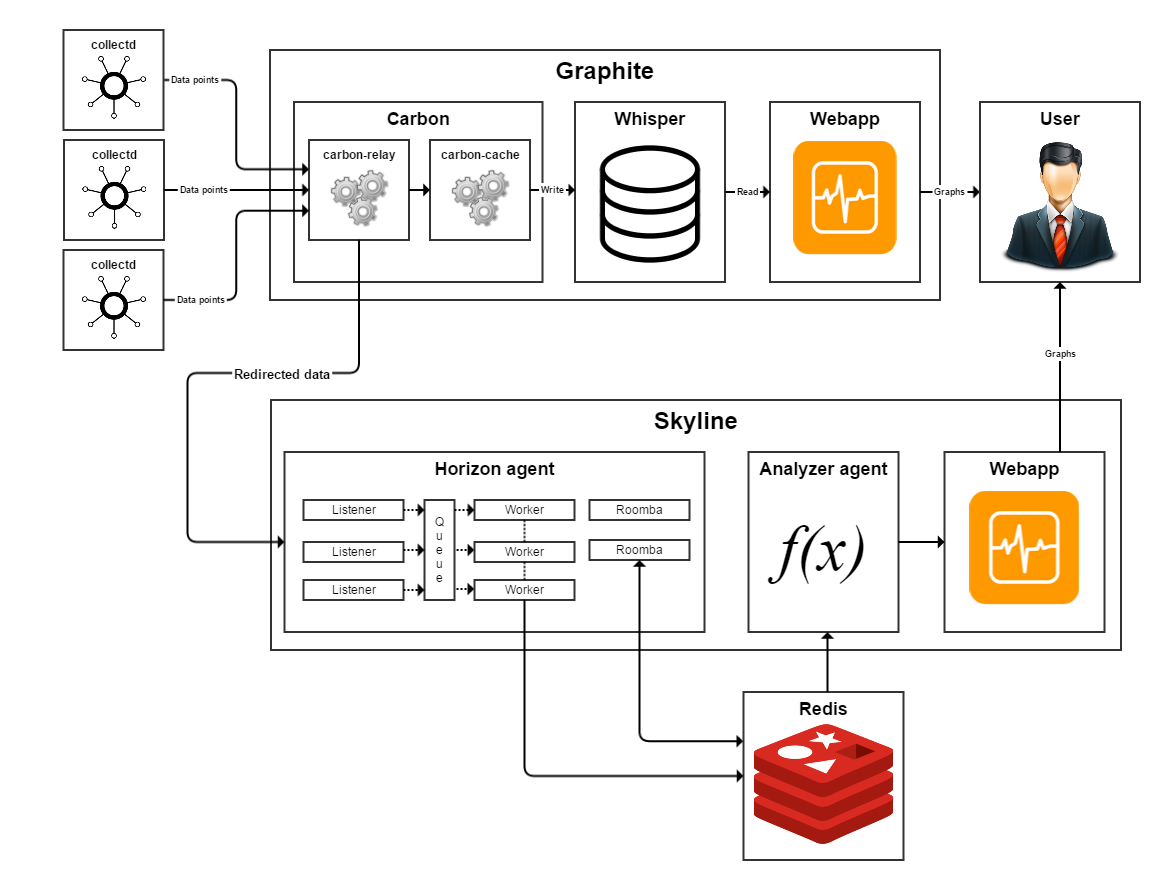 collectd
Data points
collectd
Data points
collectd
Data points
Graphite
Carbon
carbon-relay
carbon-cache
Write
Whisper
Read
Webapp
Graphs
User
Graphs
Redirected data
Skyline
Horizon agent
Listener
Listener
Listener
Queue
Worker
Worker
Worker
Roomba
Roomba
Analyzer agent
f(x)
Webapp
Redis